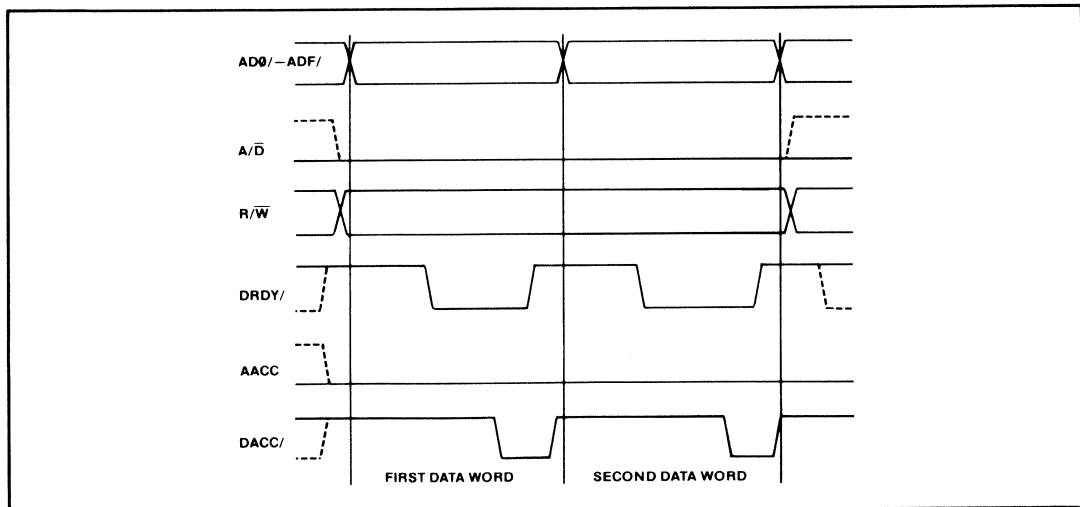 AD0/–ADF/
A/D̅
R/W̅
DRDY/
AACC
DACC/
FIRST DATA WORD
SECOND DATA WORD